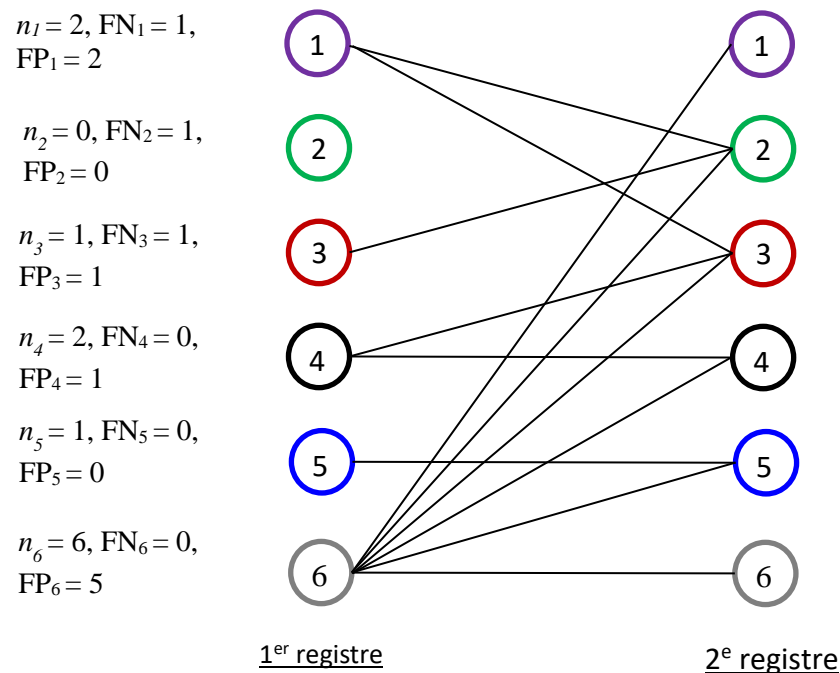 n₁ = 2, FN₁ = 1,
FP₁ = 2
1
1
n₂ = 0, FN₂ = 1,
FP₂ = 0
2
2
n₃ = 1, FN₃ = 1,
FP₃ = 1
3
3
n₄ = 2, FN₄ = 0,
FP₄ = 1
4
4
n₅ = 1, FN₅ = 0,
FP₅ = 0
5
5
n₆ = 6, FN₆ = 0,
FP₆ = 5
6
6
1ᵉʳ registre
2ᵉ registre